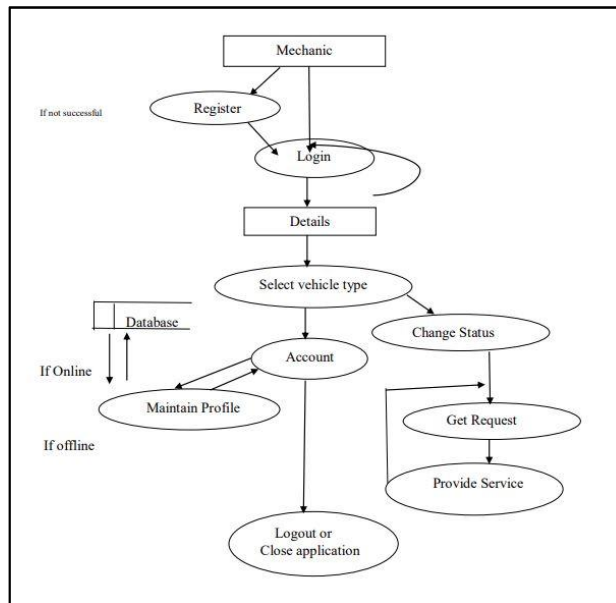 Mechanic
If not successful
Register
Login
Details
Select vehicle type
Database
Change Status
Account
If Online
Maintain Profile
Get Request
If offline
Provide Service
Logout or
Close application